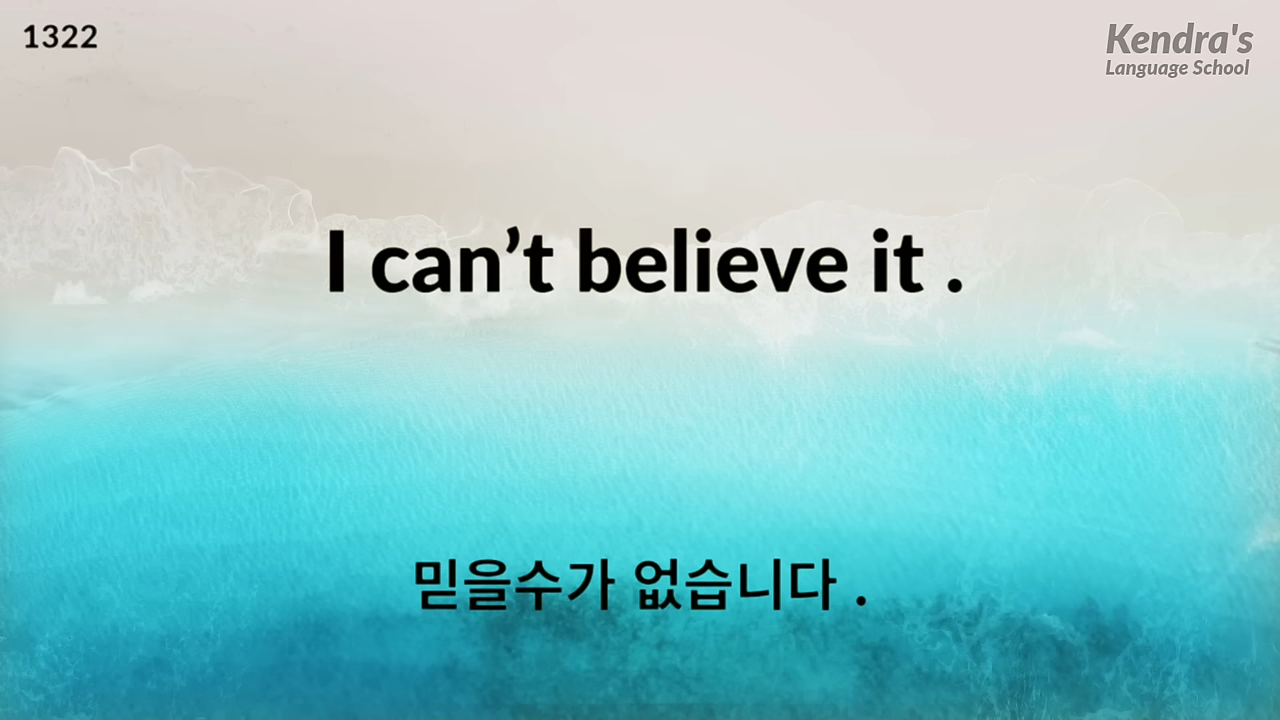 1322
Kendra's
Language School
I can’t believe it .
믿을수가 없습니다 .